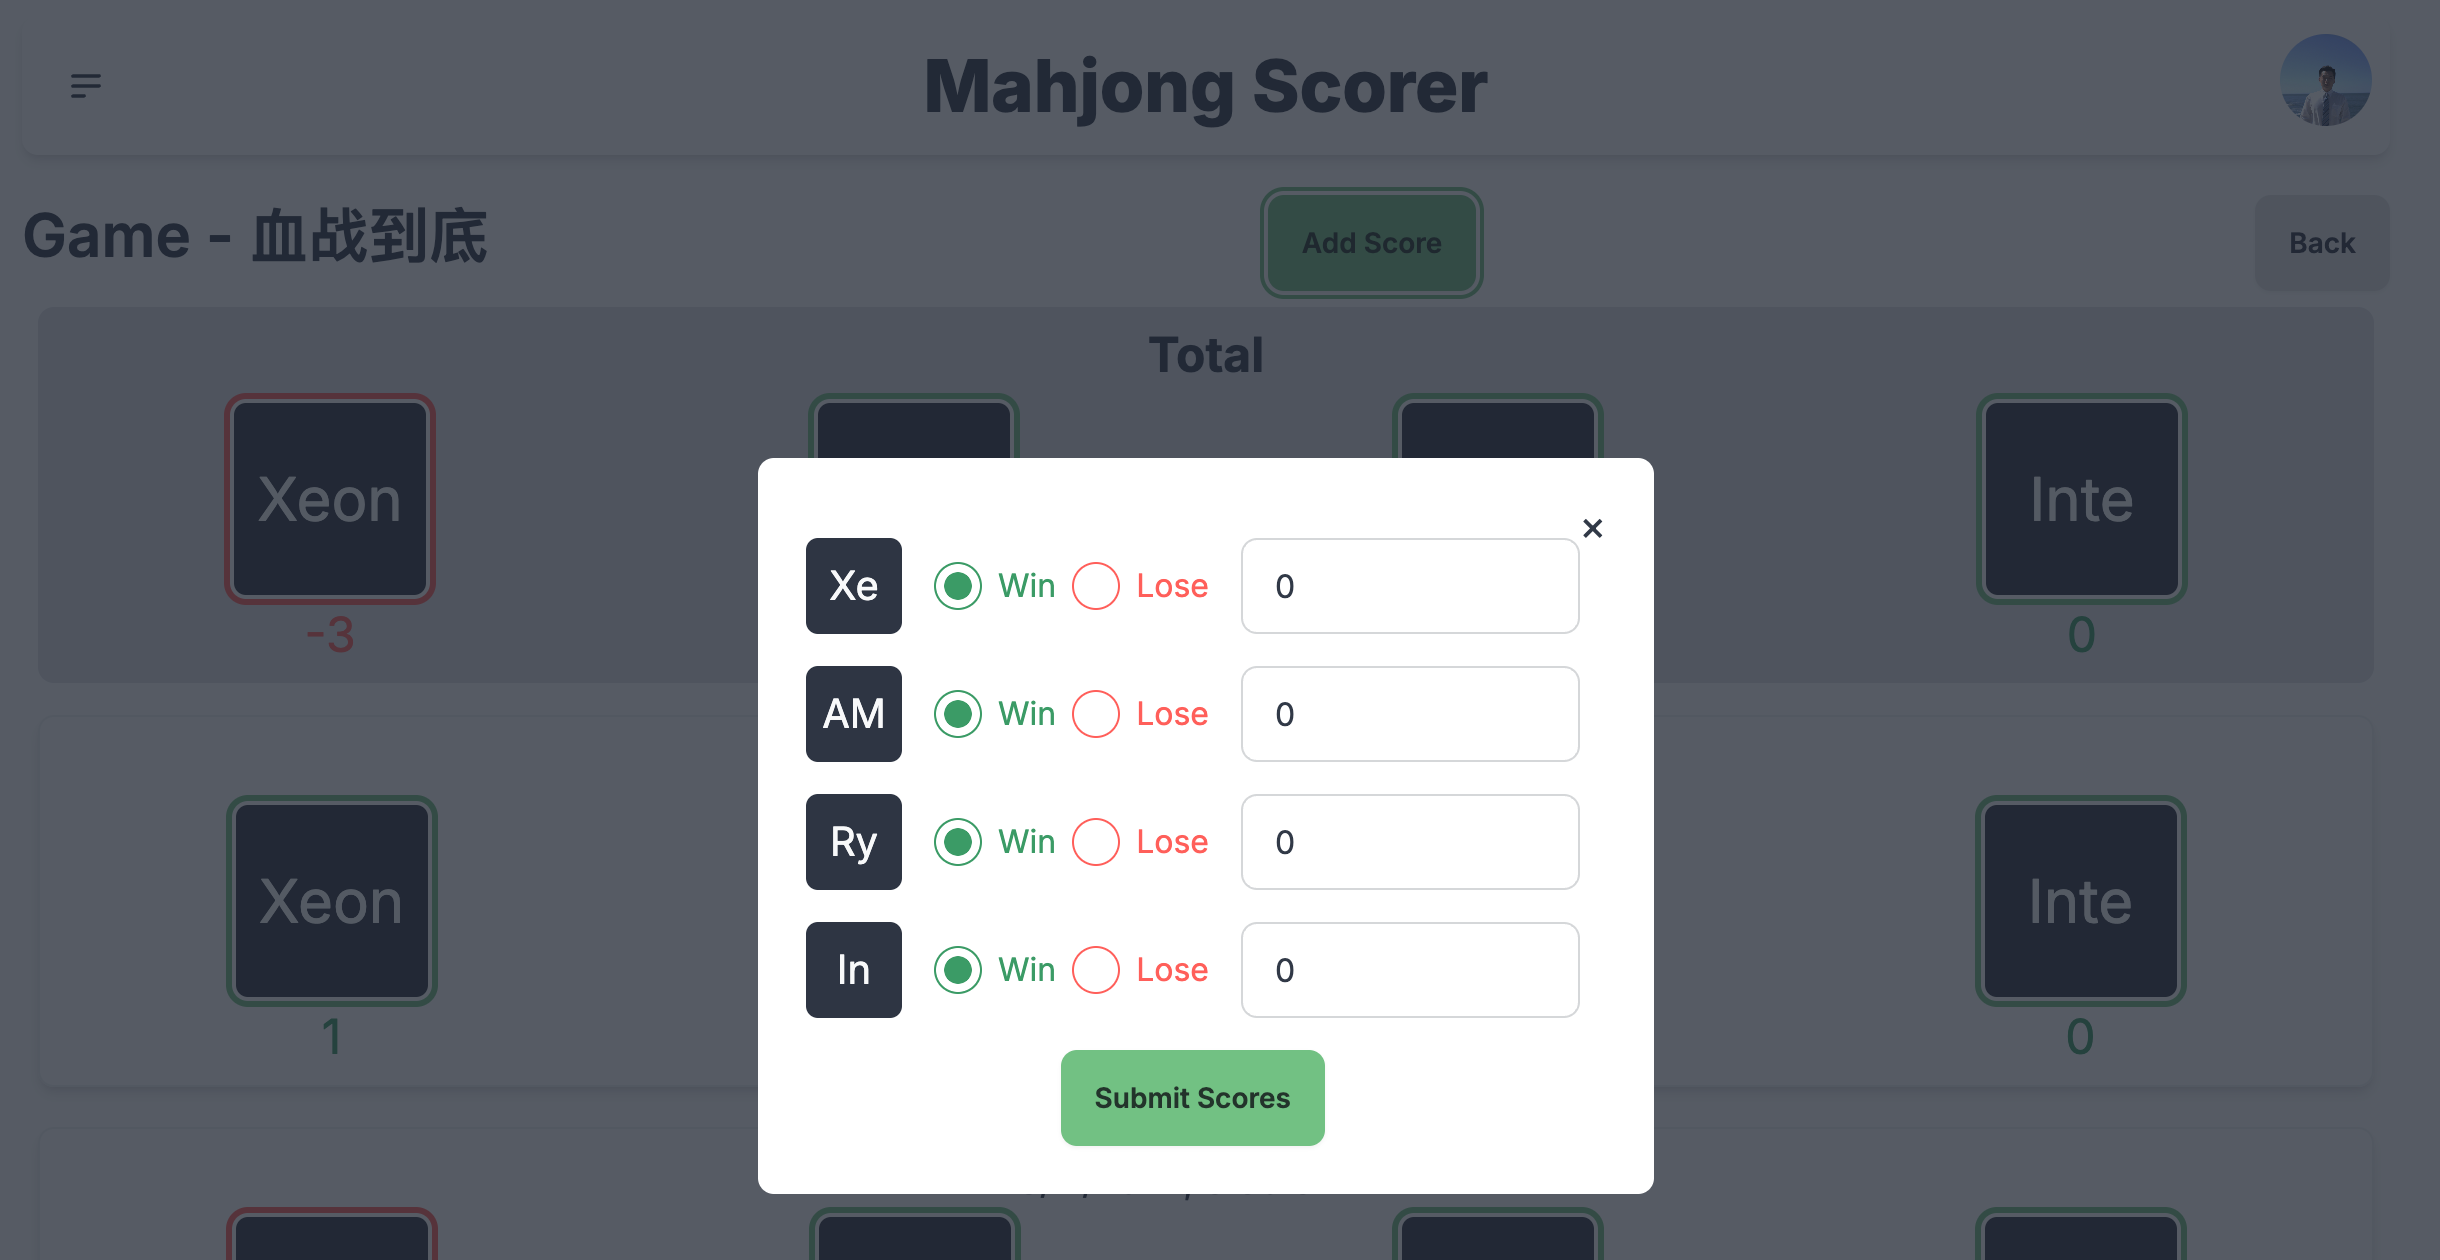 Mahjong Scorer
Game - 血战到底
Add Score
Back
Total
Xeon
Inte
-3
0
×
Xe Win Lose 0
AM Win Lose 0
Ry Win Lose 0
In Win Lose 0
Submit Scores
Xeon
Inte
1
0